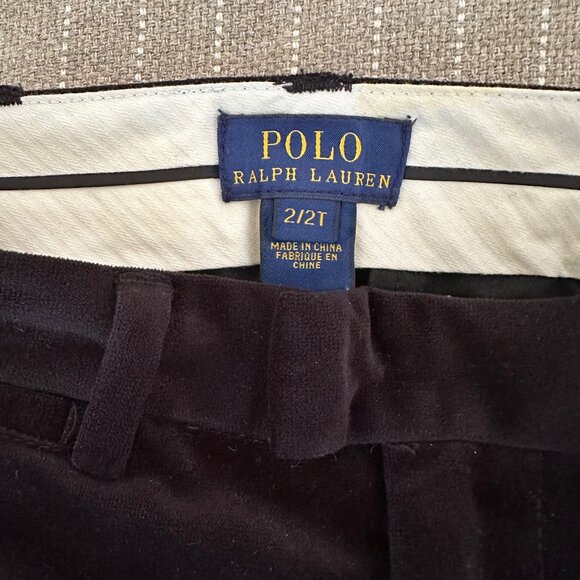 POLO
RALPH LAUREN
2/2T
MADE IN CHINA
FABRIQUE EN
CHINE